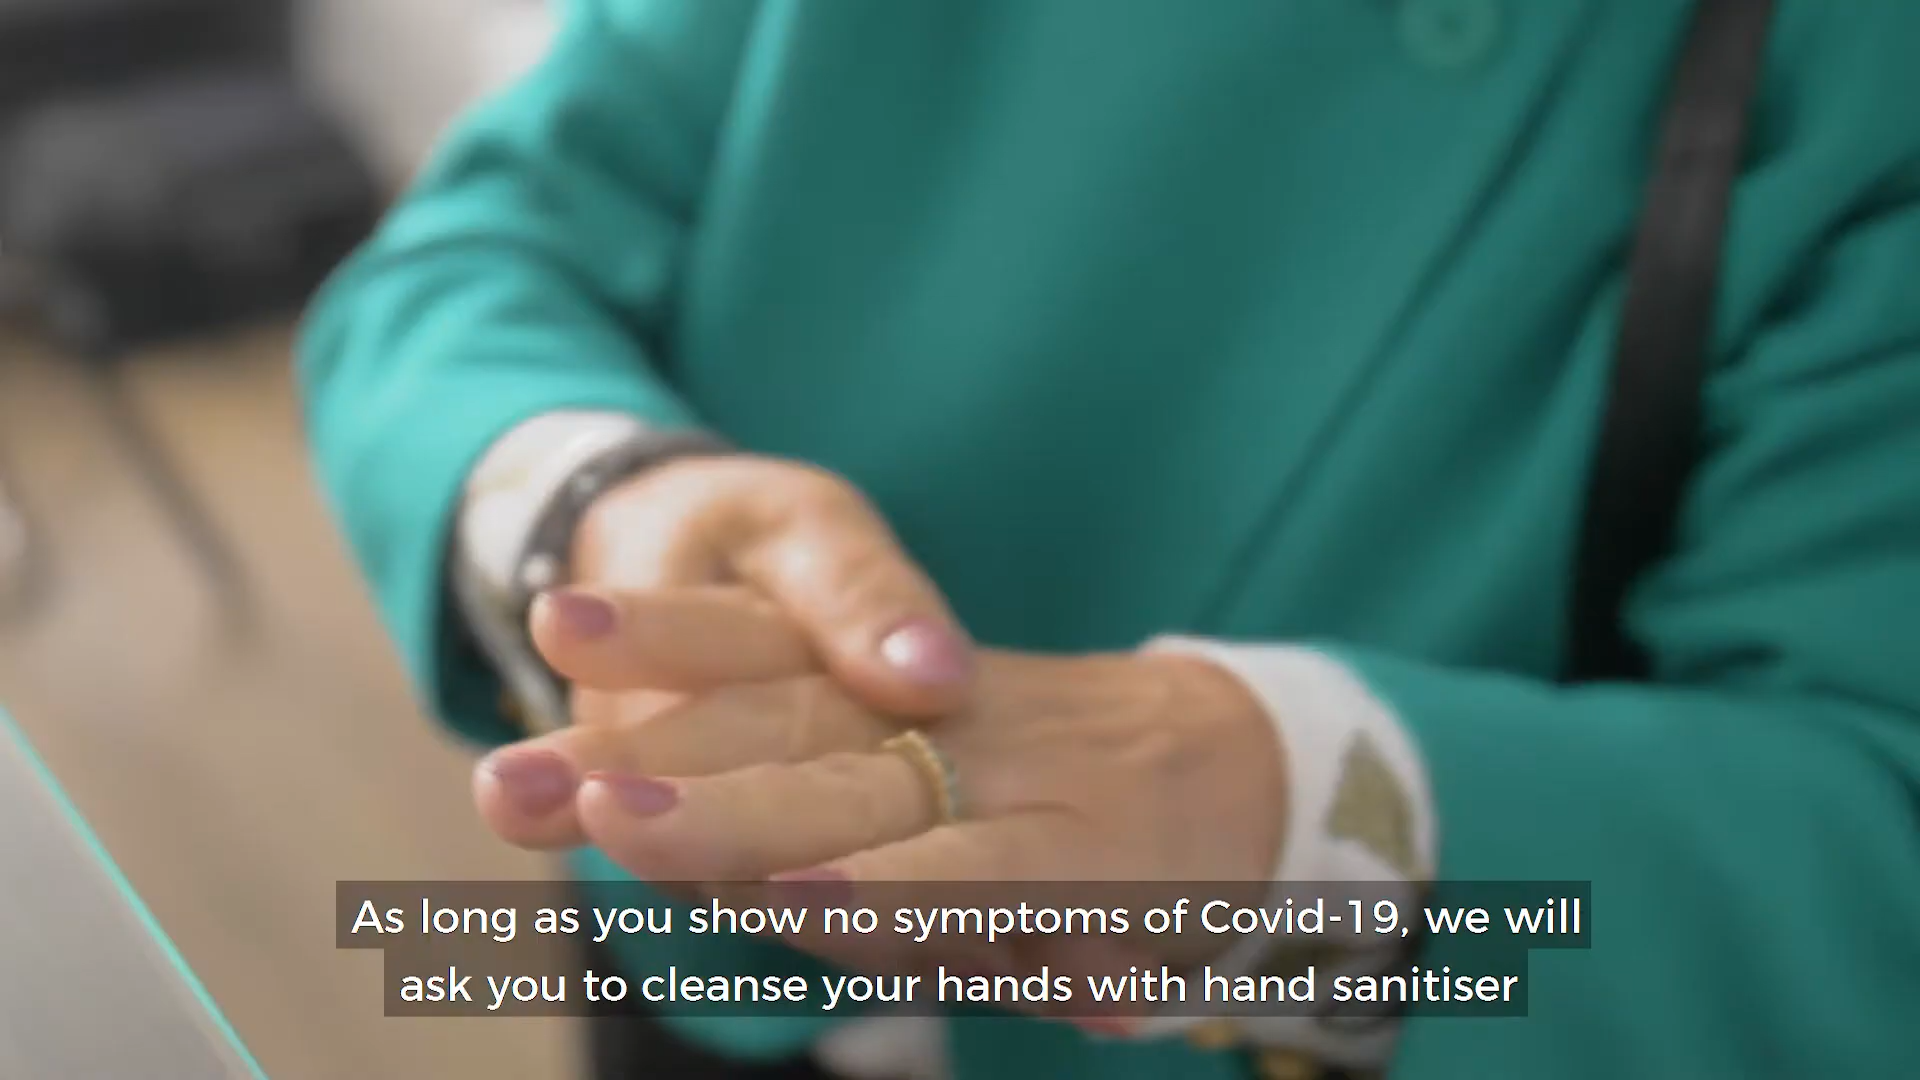 As long as you show no symptoms of Covid-19, we will
ask you to cleanse your hands with hand sanitiser